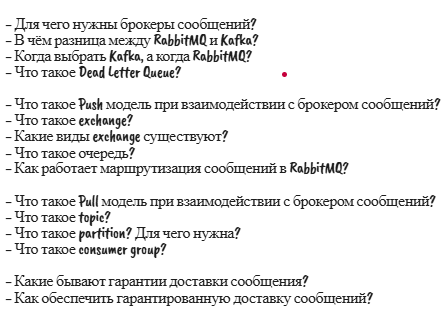 – Для чего нужны брокеры сообщений?
– В чём разница между RabbitMQ и Kafka?
– Когда выбрать Kafka, а когда RabbitMQ?
– Что такое Dead Letter Queue?
– Что такое Push модель при взаимодействии с брокером сообщений?
– Что такое exchange?
– Какие виды exchange существуют?
– Что такое очередь?
– Как работает маршрутизация сообщений в RabbitMQ?
– Что такое Pull модель при взаимодействии с брокером сообщений?
– Что такое topic?
– Что такое partition? Для чего нужна?
– Что такое consumer group?
– Какие бывают гарантии доставки сообщения?
– Как обеспечить гарантированную доставку сообщений?